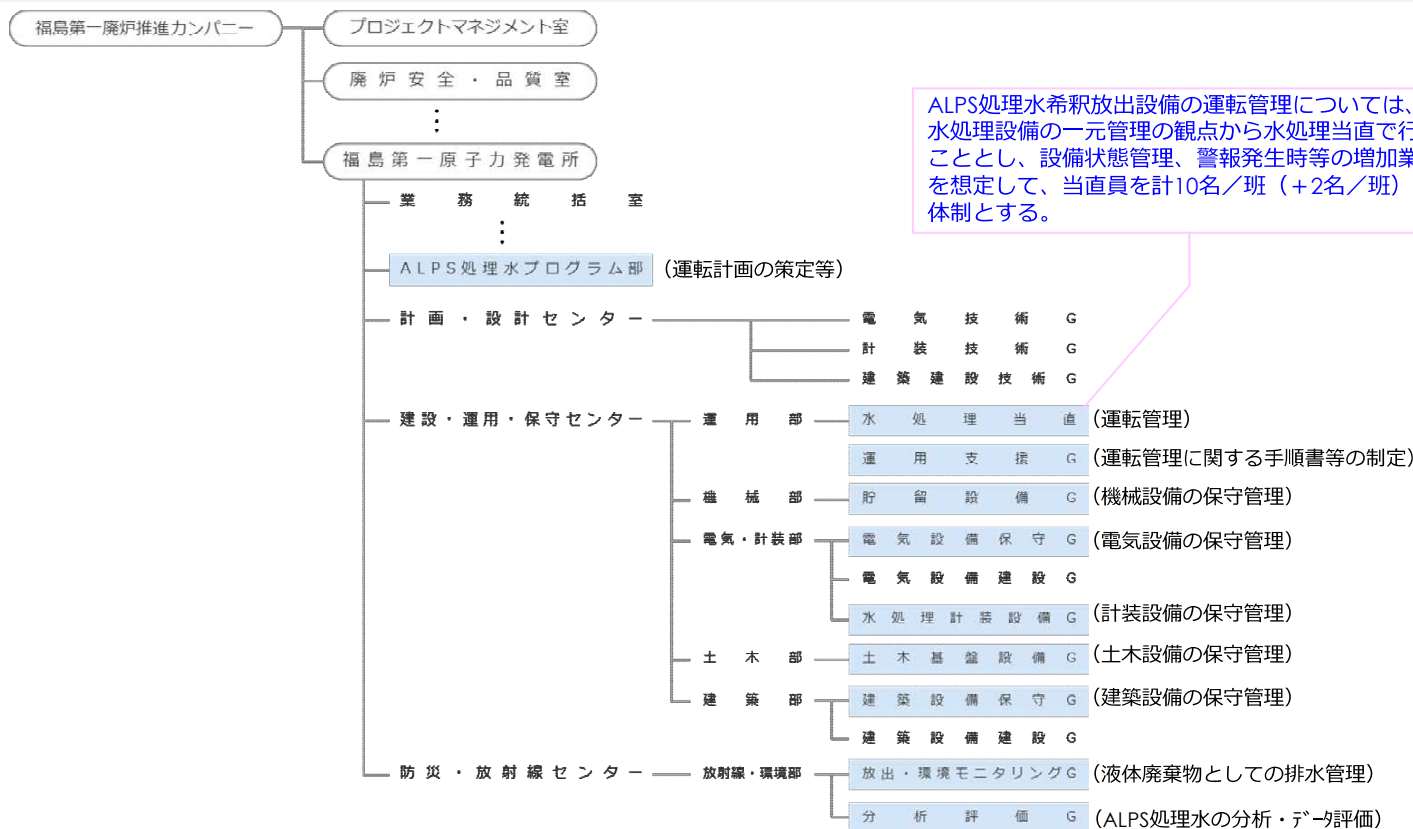 福島第一廃炉推進カンパニー
プロジェクトマネジメント室
廃炉安全・品質室
福島第一原子力発電所
ALPS処理水希釈放出設備の運転管理については、
水処理設備の一元管理の観点から水処理当直で行
こととし、設備状態管理、警報発生時等の増加業
を想定して、当直員を計10名／班（＋2名／班）
体制とする。
業務統括室
ALPS処理水プログラム部 （運転計画の策定等）
計画・設計センター
電気技術G
計装技術G
建築建設技術G
建設・運用・保守センター 運用部 水処理当直 （運転管理）
運用支援G （運転管理に関する手順書等の制定）
機械部 貯留設備G （機械設備の保守管理）
電気・計装部 電気設備保守G （電気設備の保守管理）
電気設備建設G
水処理計装設備G （計装設備の保守管理）
土木部 土木基盤設備G （土木設備の保守管理）
建築部 建築設備保守G （建築設備の保守管理）
建築設備建設G
防災・放射線センター 放射線・環境部 放出・環境モニタリングG （液体廃棄物としての排水管理）
分析評価G （ALPS処理水の分析・ﾃﾞｰﾀ評価）